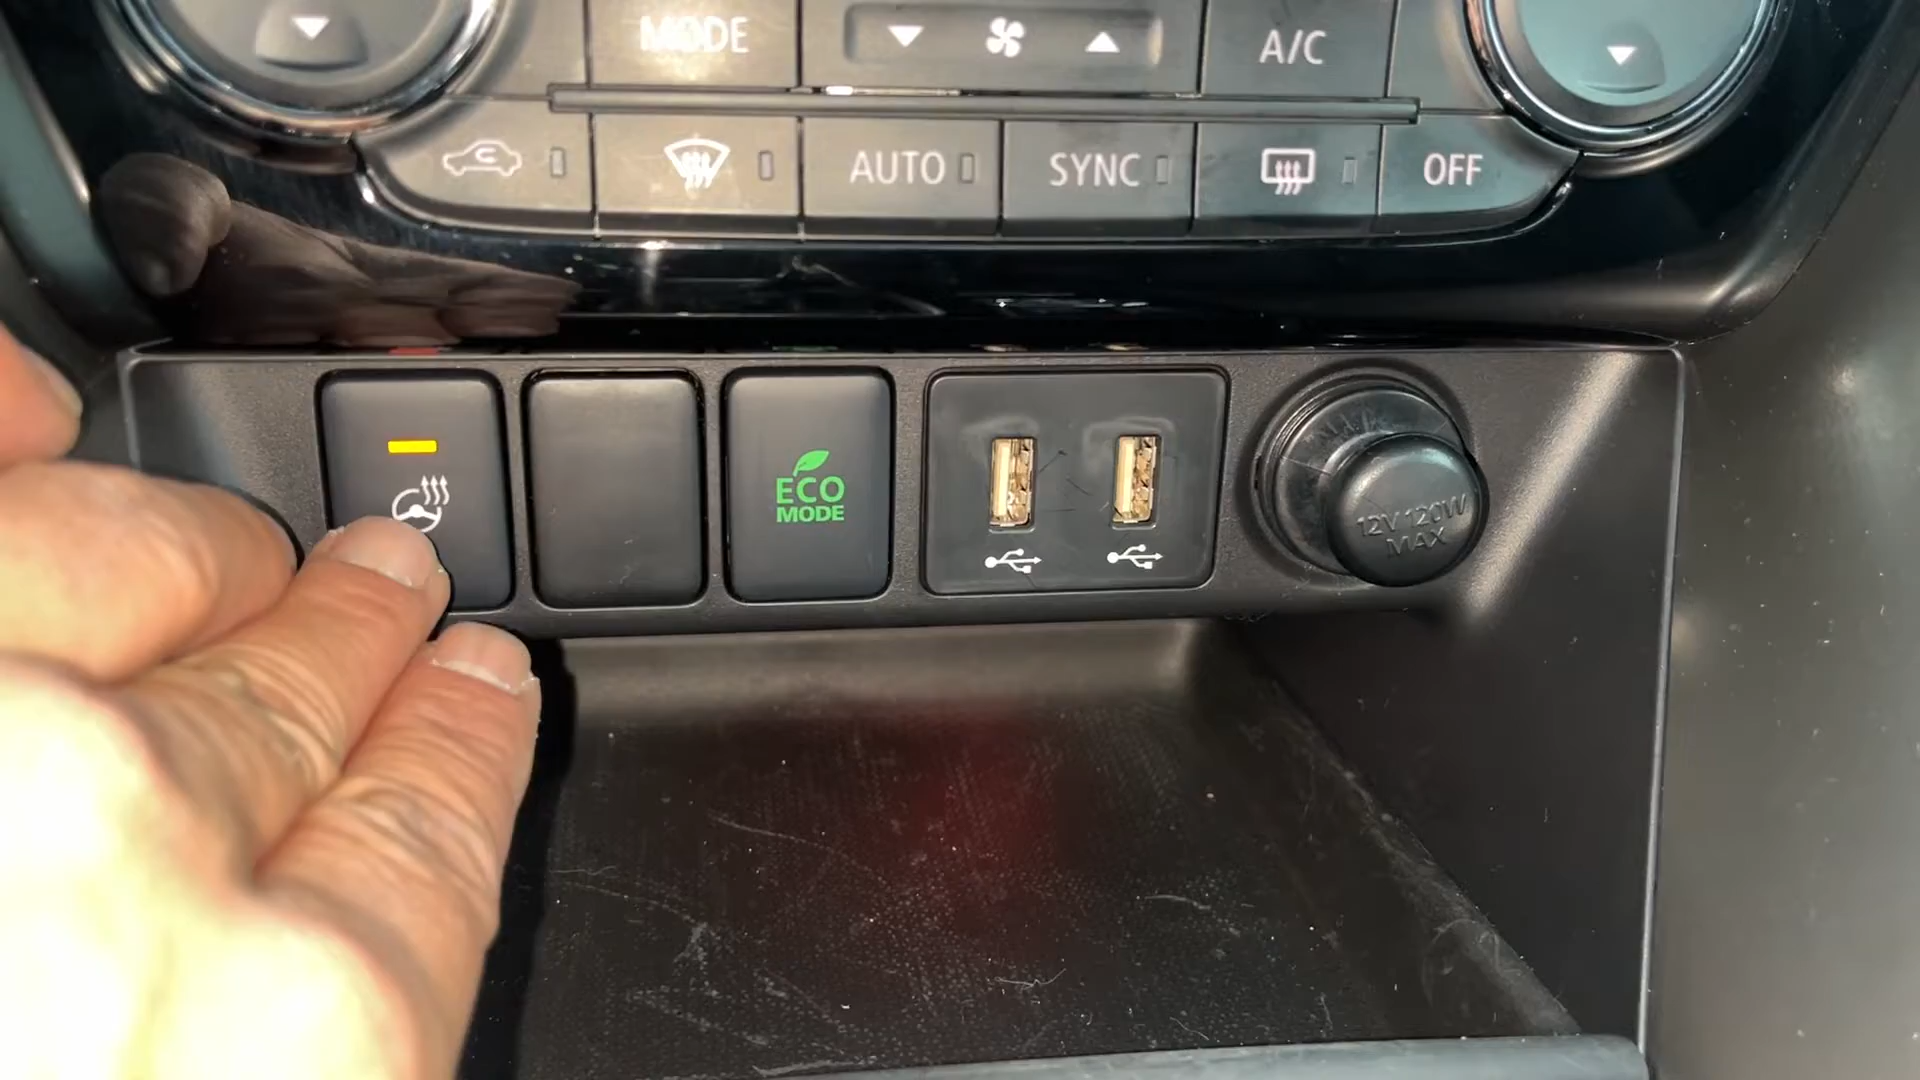 MODE
A/C
AUTO
SYNC
OFF
ECO
MODE
12V 120W
MAX